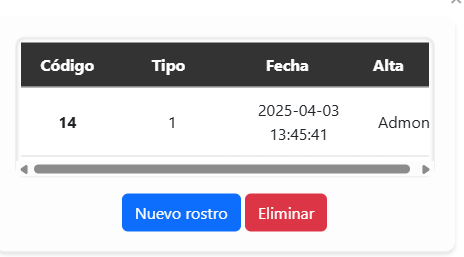 Código Tipo Fecha Alta
14 1 2025-04-03 13:45:41 Admon
Nuevo rostro Eliminar